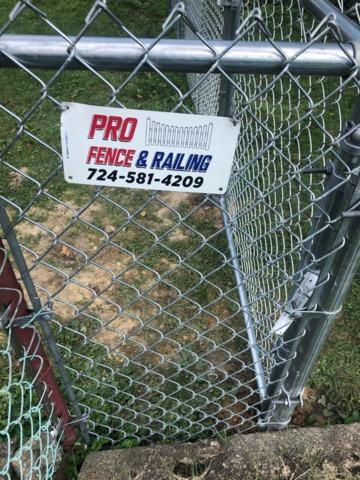 PRO
FENCE & RAILING
724-581-4209